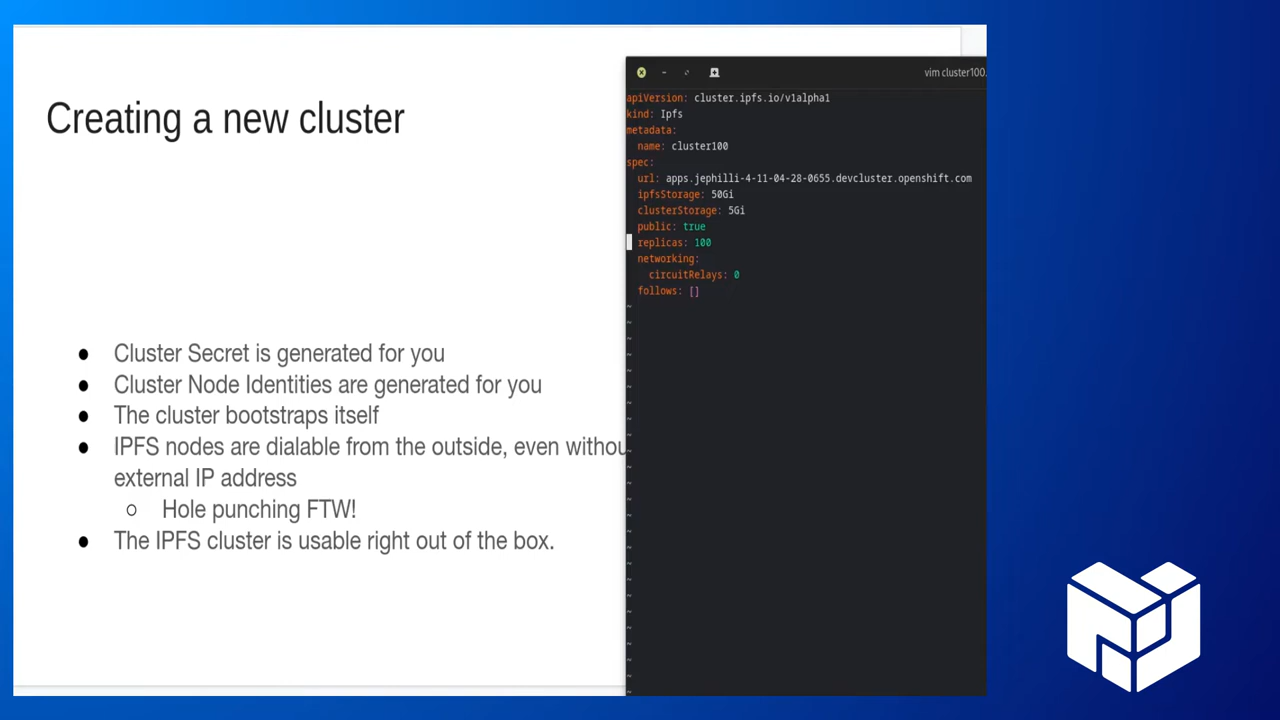 Creating a new cluster
● Cluster Secret is generated for you
● Cluster Node Identities are generated for you
● The cluster bootstraps itself
● IPFS nodes are dialable from the outside, even withou
external IP address
○ Hole punching FTW!
● The IPFS cluster is usable right out of the box.
vim cluster100.
apiVersion: cluster.ipfs.io/v1alpha1
kind: Ipfs
metadata:
  name: cluster100
spec:
  url: apps.jephilli-4-11-04-28-0655.devcluster.openshift.com
  ipfsStorage: 50Gi
  clusterStorage: 5Gi
  public: true
  replicas: 100
  networking:
    circuitRelays: 0
  follows: []